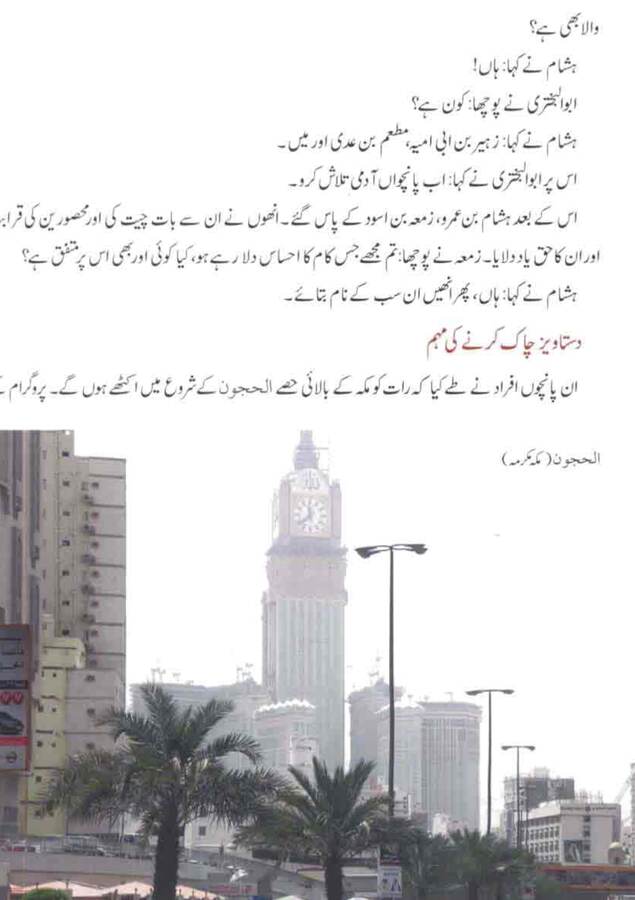 والا بھی ہے؟
ہشام نے کہا: ہاں!
ابوالبختری نے پوچھا: کون ہے؟
ہشام نے کہا: زہیر بن ابی امیہ، مطعم بن عدی اور میں۔
اس پر ابوالبختری نے کہا: اب پانچواں آدمی تلاش کرو۔
اس کے بعد ہشام بن عمرو، زمعہ بن اسود کے پاس گئے۔ انھوں نے ان سے بات چیت کی اور محصورین کی
اور ان کا حق یاد دلایا۔ زمعہ نے پوچھا: تم مجھے جس کام کا احساس دلا رہے ہو، کیا کوئی اور بھی اس پر متفق ہے؟
ہشام نے کہا: ہاں، پھر انھیں ان سب کے نام بتائے۔
دستاویز چاک کرنے کی مہم
ان پانچوں افراد نے طے کیا کہ رات کو مکہ کے بالائی حصے الحجون کے شروع میں اکٹھے ہوں گے۔ پروگرام
الحجون (مکہ مکرمہ)